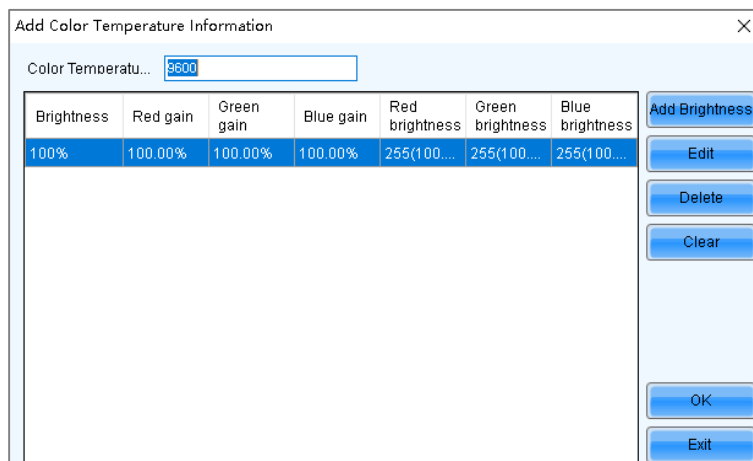 Add Color Temperature Information
Color Temperatu... 9600
Brightness Red gain Green gain Blue gain Red brightness Green brightness Blue brightness
100% 100.00% 100.00% 100.00% 255(100.... 255(100.... 255(100....
Add Brightness
Edit
Delete
Clear
OK
Exit